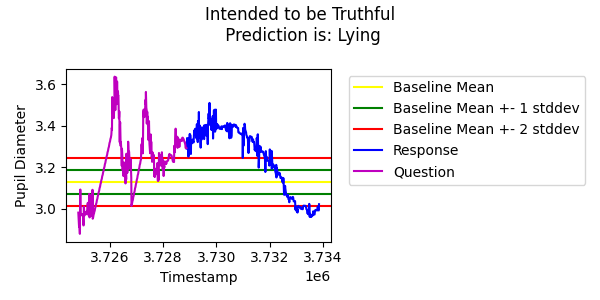 Intended to be Truthful
Prediction is: Lying
Pupil Diameter
3.6
3.4
3.2
3.0
3.726
3.728
3.730
3.732
3.734
1e6
Timestamp
Baseline Mean
Baseline Mean +- 1 stddev
Baseline Mean +- 2 stddev
Response
Question